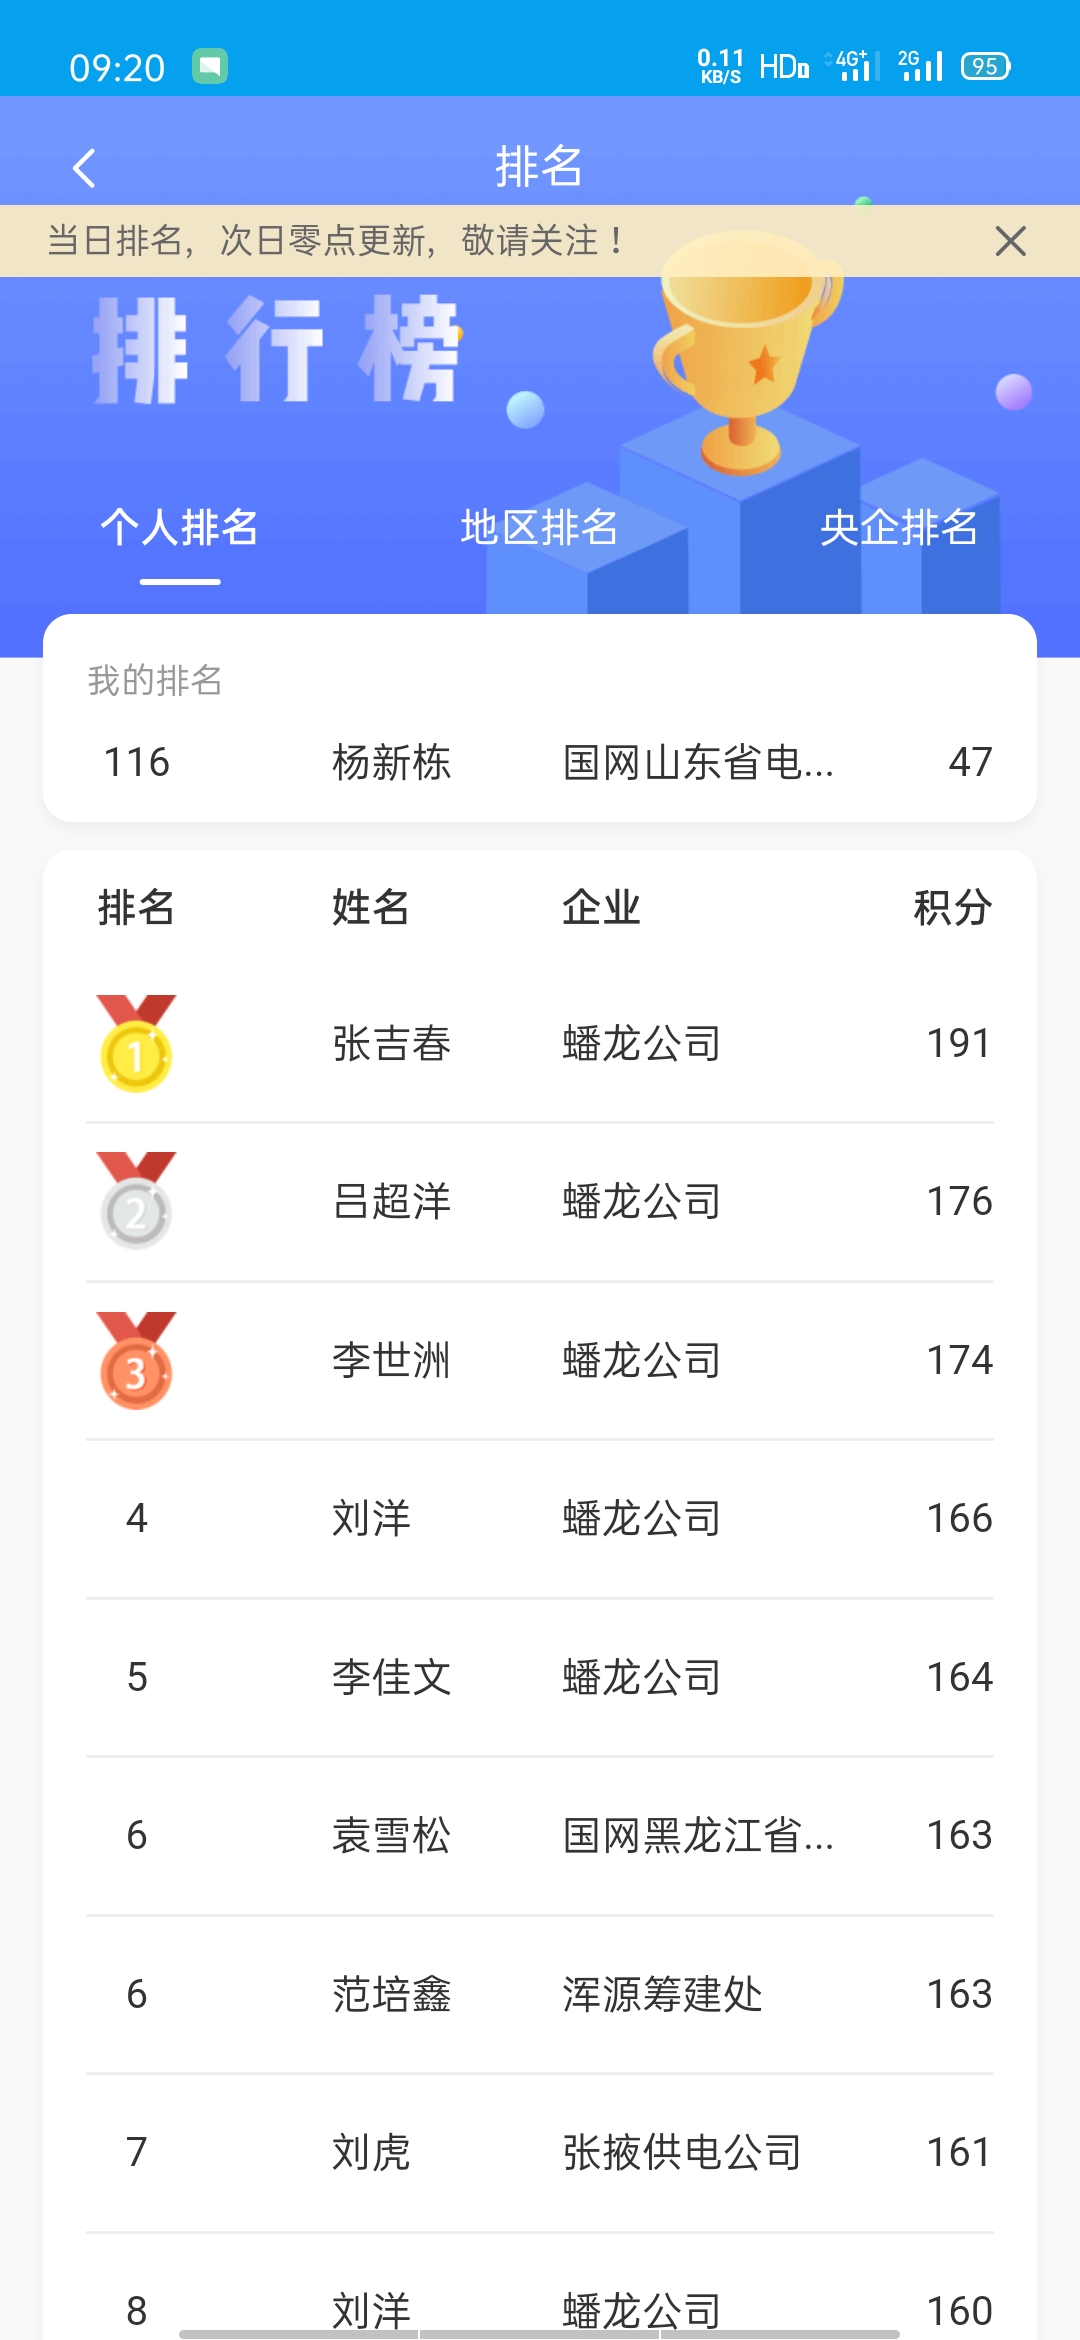 09:20 0.11 KB/S HD 4G+ 2G 95
排名
当日排名，次日零点更新，敬请关注！
排行榜
个人排名 地区排名 央企排名
我的排名
116 杨新栋 国网山东省电... 47
排名 姓名 企业 积分
1 张吉春 蟠龙公司 191
2 吕超洋 蟠龙公司 176
3 李世洲 蟠龙公司 174
4 刘洋 蟠龙公司 166
5 李佳文 蟠龙公司 164
6 袁雪松 国网黑龙江省... 163
6 范培鑫 浑源筹建处 163
7 刘虎 张掖供电公司 161
8 刘洋 蟠龙公司 160